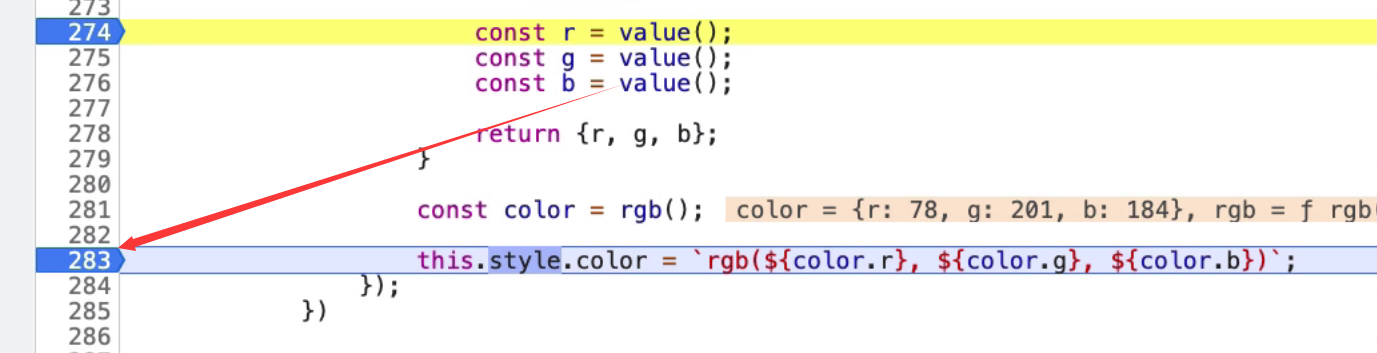 273
274 const r = value();
275 const g = value();
276 const b = value();
277
278 return {r, g, b};
279 }
280
281 const color = rgb(); color = {r: 78, g: 201, b: 184}, rgb = ƒ rgb(
282
283 this.style.color = `rgb(${color.r}, ${color.g}, ${color.b})`;
284 });
285 })
286